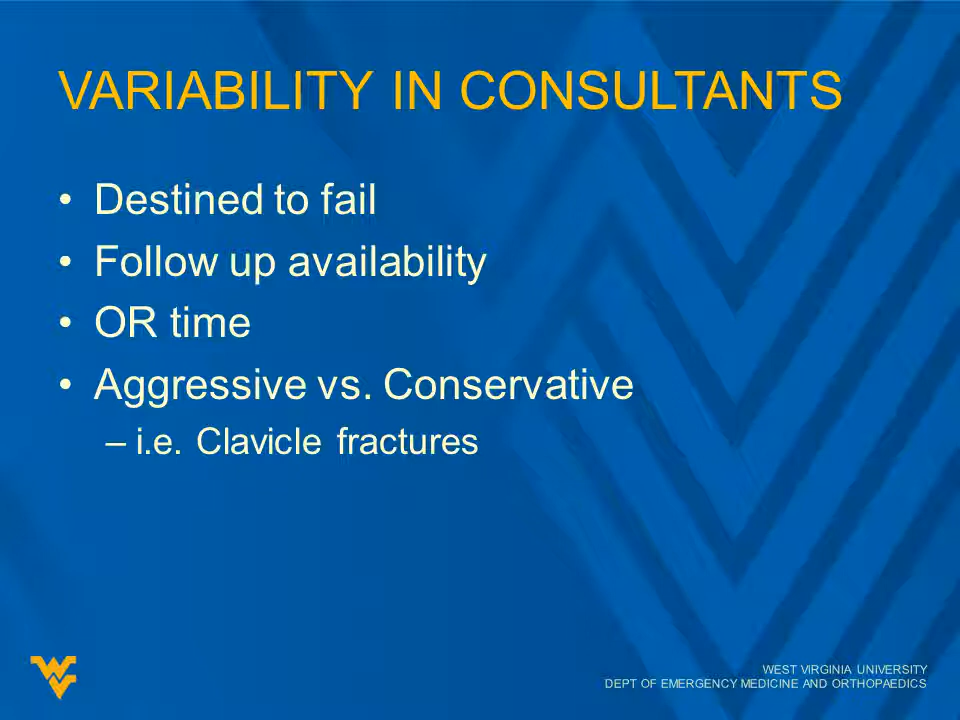 VARIABILITY IN CONSULTANTS
• Destined to fail
• Follow up availability
• OR time
• Aggressive vs. Conservative
– i.e. Clavicle fractures
WEST VIRGINIA UNIVERSITY
DEPT OF EMERGENCY MEDICINE AND ORTHOPAEDICS